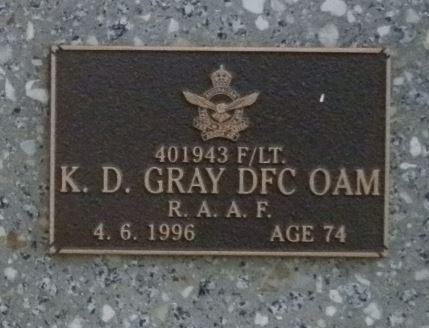 401943 F/LT.
K. D. GRAY DFC OAM
R. A. A. F.
4. 6. 1996 AGE 74